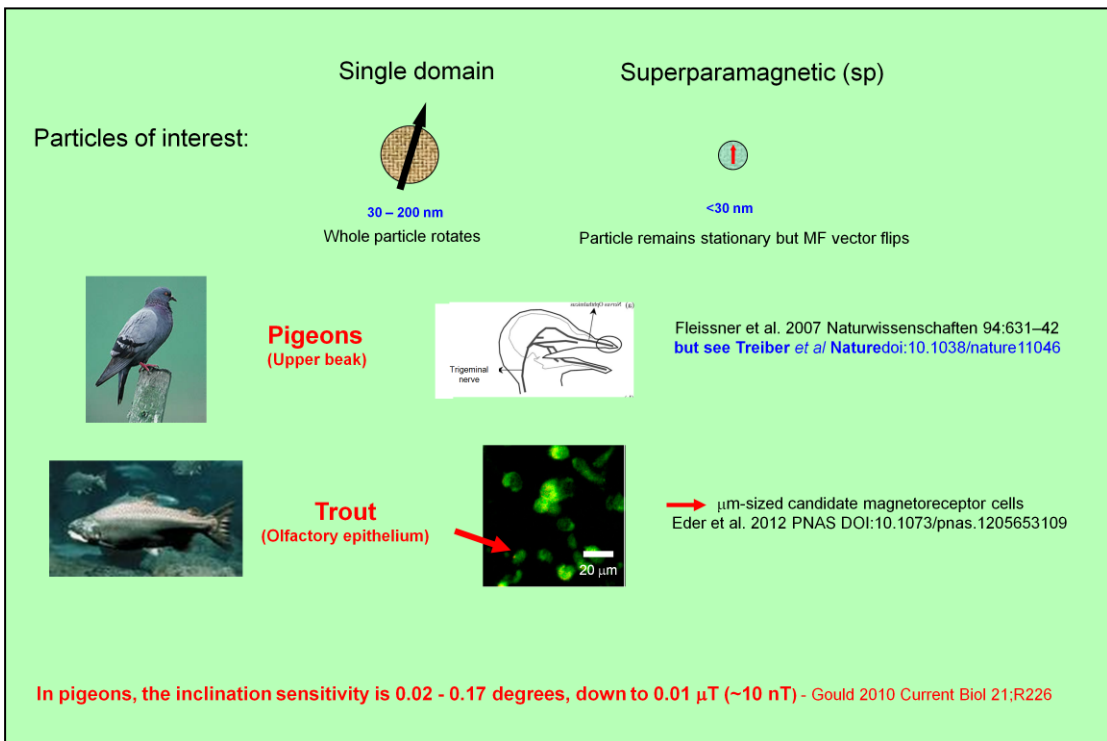 Single domain
Superparamagnetic (sp)
Particles of interest:
30 – 200 nm
<30 nm
Whole particle rotates
Particle remains stationary but MF vector flips
Pigeons
(Upper beak)
Nervus Ophthalmicus
(a)
Trigeminal
nerve
Fleissner et al. 2007 Naturwissenschaften 94:631–42
but see Treiber et al Naturedoi:10.1038/nature11046
Trout
(Olfactory epithelium)
20 μm
μm-sized candidate magnetoreceptor cells
Eder et al. 2012 PNAS DOI:10.1073/pnas.1205653109
In pigeons, the inclination sensitivity is 0.02 - 0.17 degrees, down to 0.01 μT (~10 nT) - Gould 2010 Current Biol 21;R226